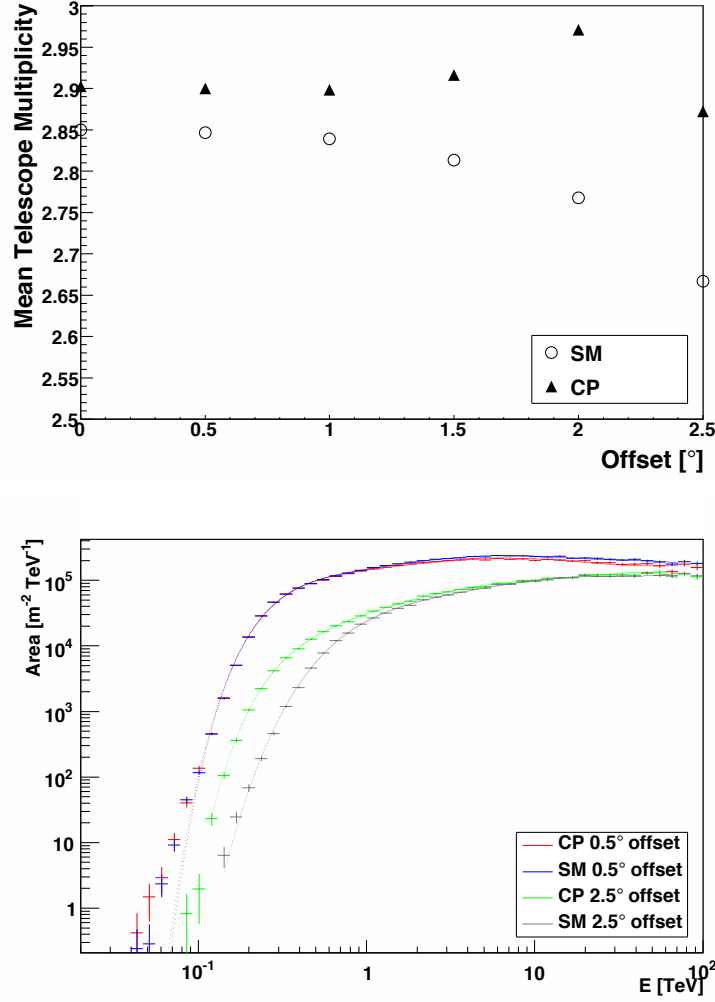 Mean Telescope Multiplicity
3
2.95
2.9
2.85
2.8
2.75
2.7
2.65
2.6
2.55
2.5
0
0.5
1
1.5
2
2.5
Offset [°]
SM
CP
Area [m⁻² TeV⁻¹]
10⁵
10⁴
10³
10²
10
1
10⁻¹
1
10
10²
E [TeV]
CP 0.5° offset
SM 0.5° offset
CP 2.5° offset
SM 2.5° offset